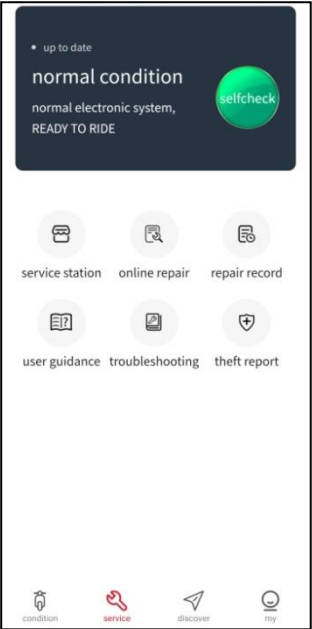 up to date
normal condition
normal electronic system,
READY TO RIDE
selfcheck
service station online repair repair record
user guidance troubleshooting theft report
condition service discover my